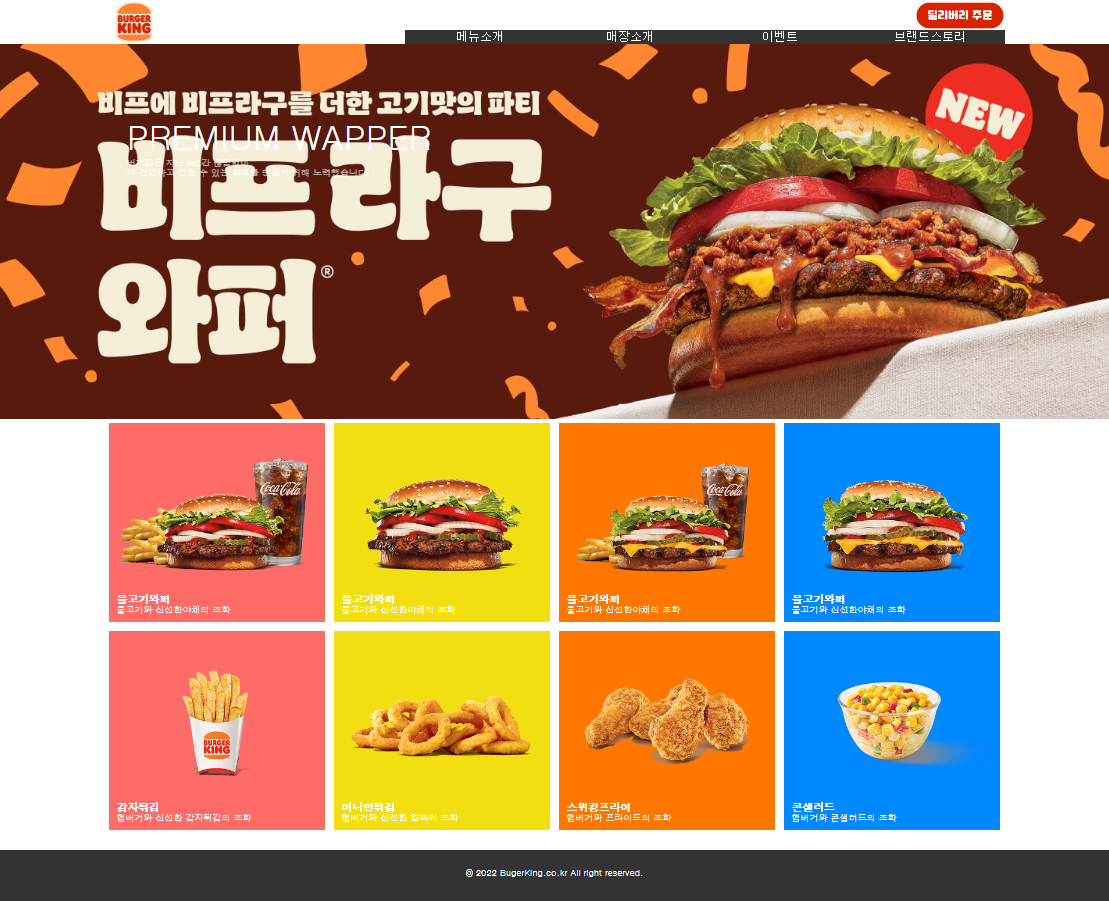 BURGER
KING
딜리버리 주문
메뉴소개 매장소개 이벤트 브랜드스토리
비프에 비프라구를 더한 고기맛의 파티
NEW
PREMIUM WAPPER
비프라구
와퍼®
Coca-Cola
Coca-Cola
불고기와퍼
불고기와 신선한야채의 조화
불고기와퍼
불고기와 신선한야채의 조화
불고기와퍼
불고기와 신선한야채의 조화
불고기와퍼
불고기와 신선한야채의 조화
BURGER
KING
감자튀김
햄버거와 신선한 감자튀김의 조화
어니언튀김
햄버거와 신선한 양파의 조화
스위킹프라이
햄버거와 프라이드의 조화
콘샐러드
햄버거와 콘샐러드의 조화
© 2022 BugerKing.co.kr All right reserved.